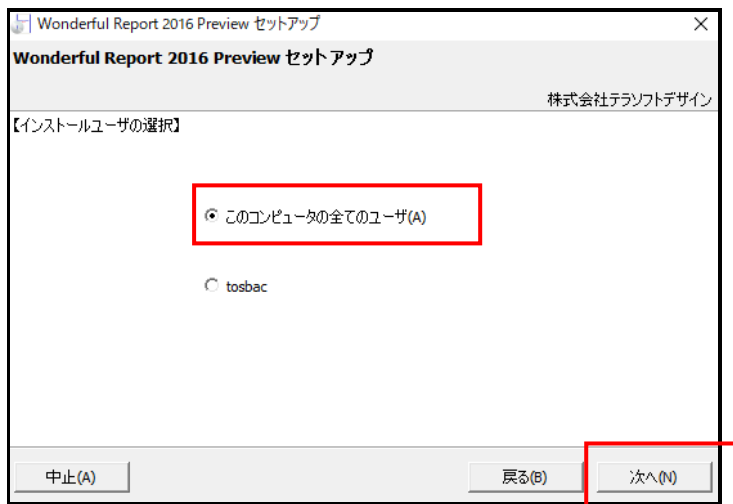 Wonderful Report 2016 Preview セットアップ
Wonderful Report 2016 Preview セットアップ
株式会社テラソフトデザイン
【インストールユーザの選択】
このコンピュータの全てのユーザ(A)
tosbac
中止(A) 戻る(B) 次へ(N)